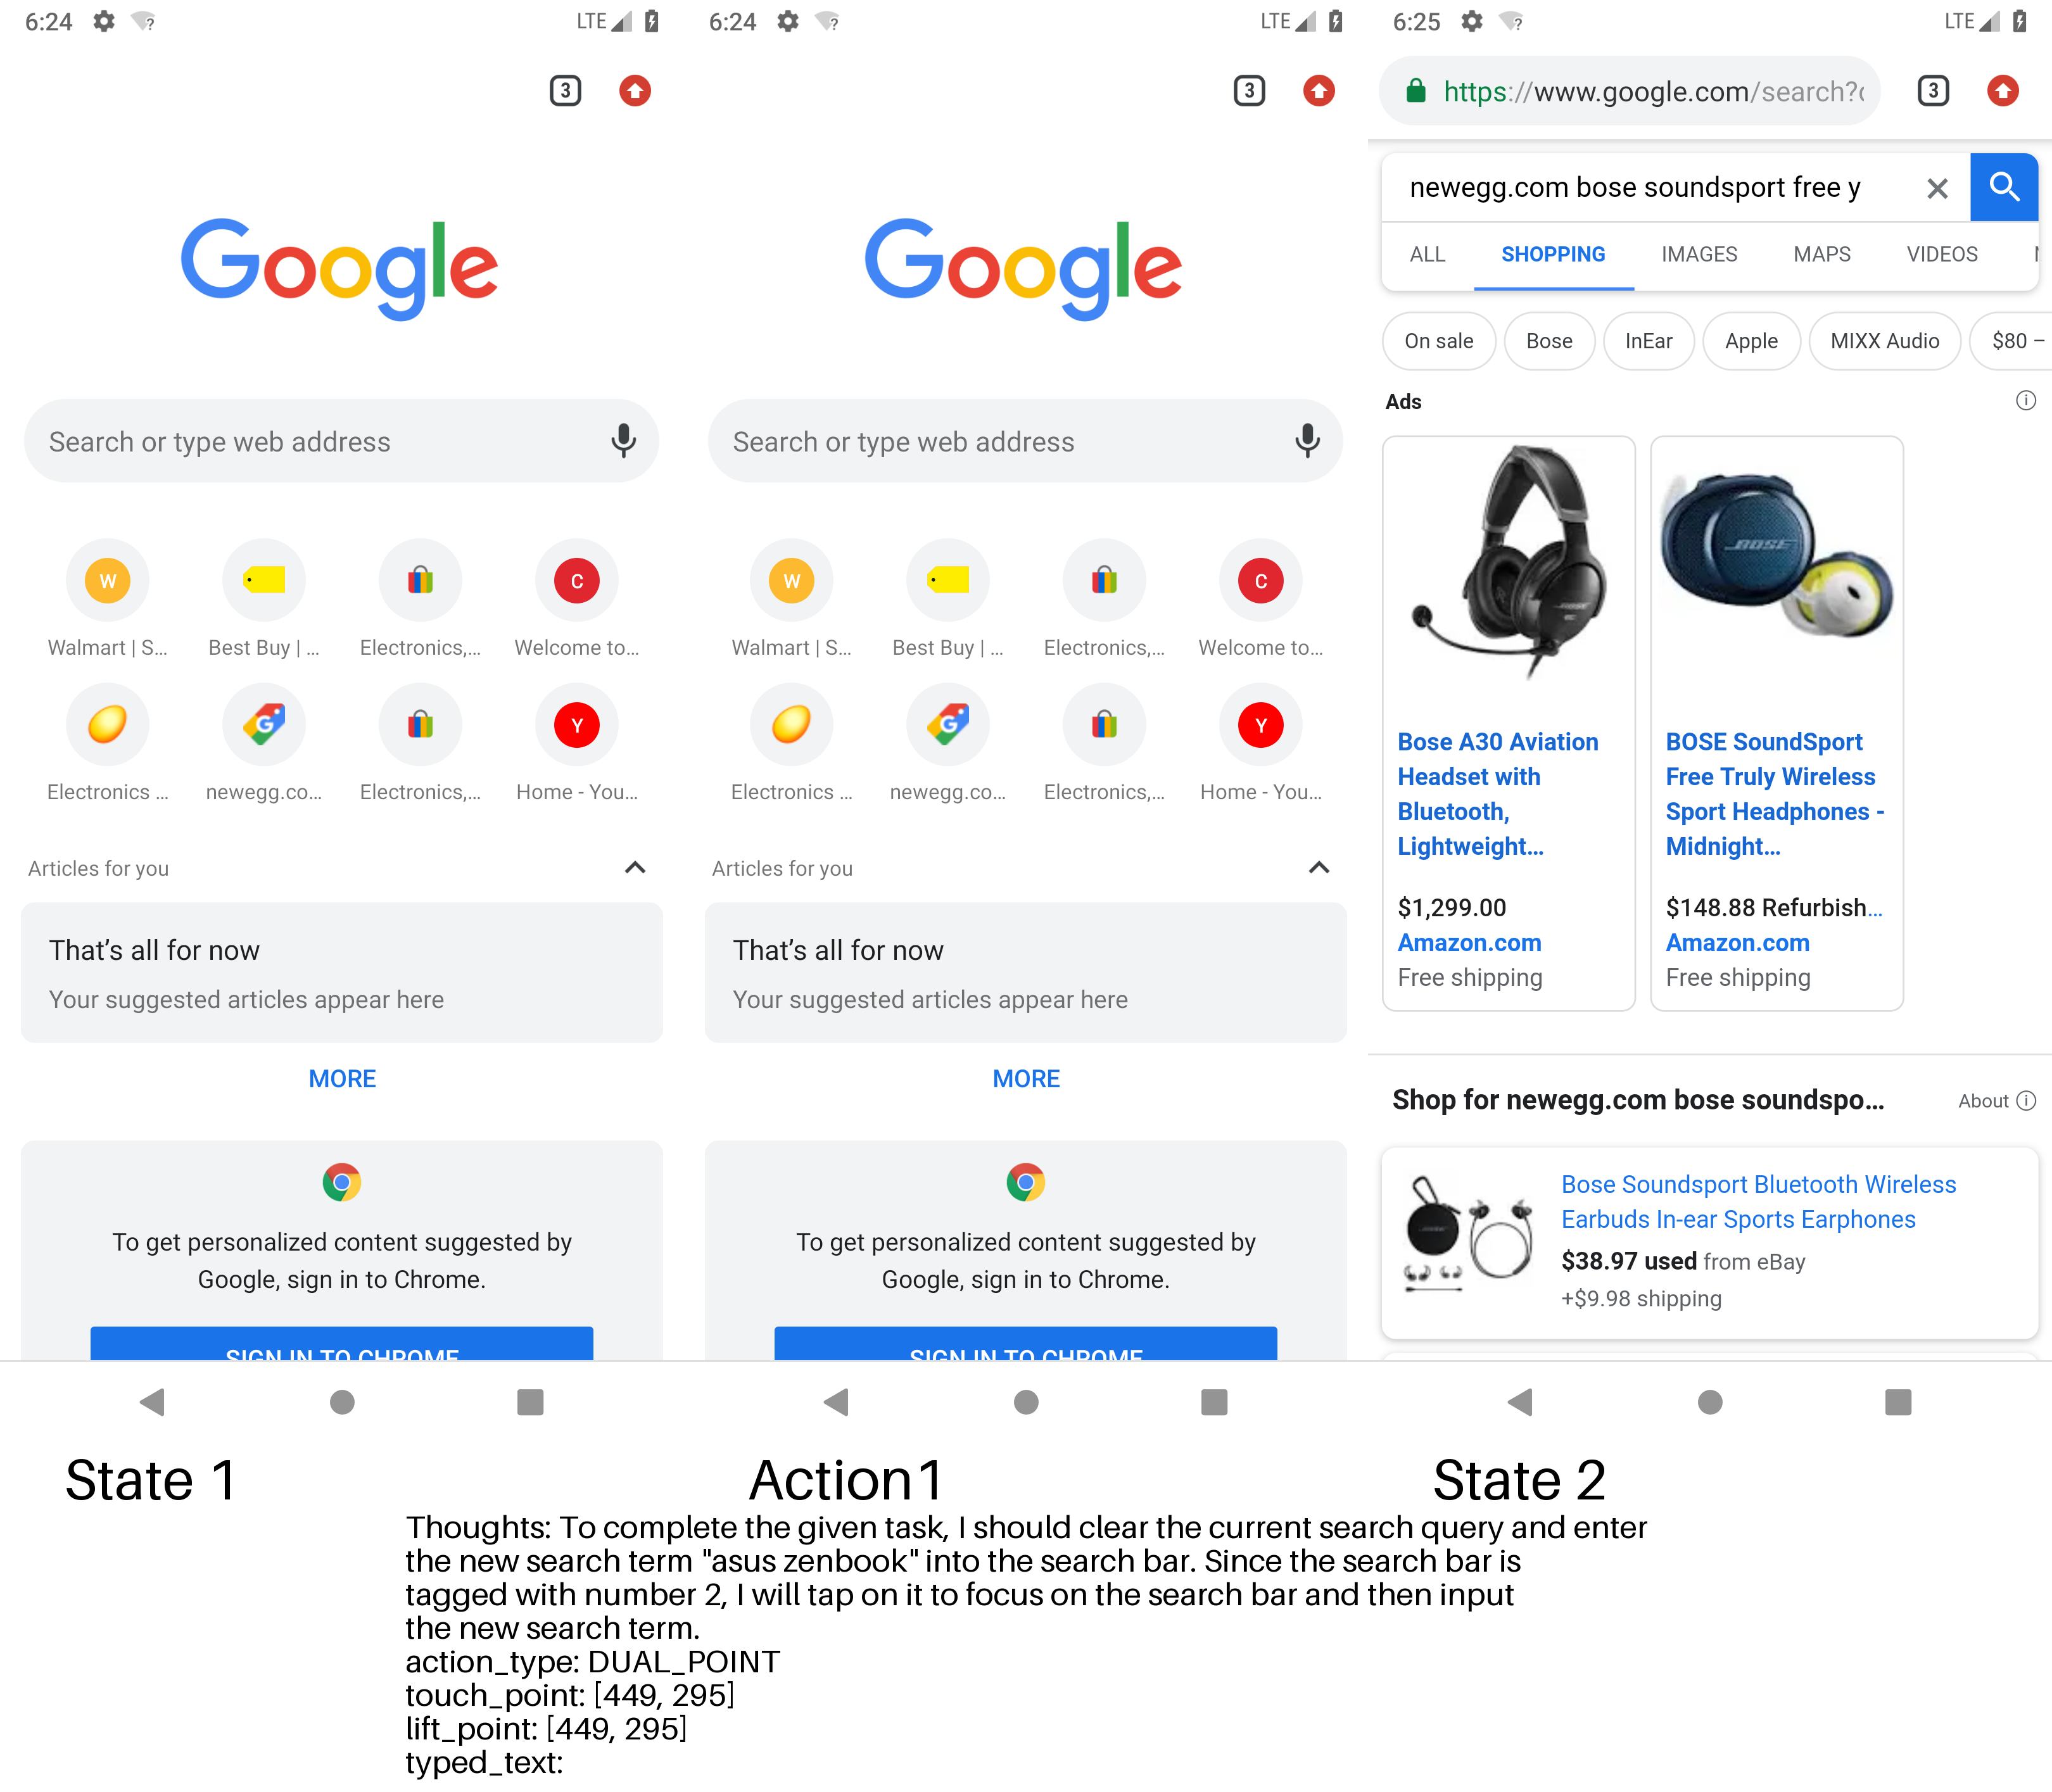 6:24
LTE
3
Google
Search or type web address
W
C
Walmart | S...
Best Buy | ...
Electronics,...
Welcome to...
G
Y
Electronics ...
newegg.co...
Electronics,...
Home - You...
Articles for you
That's all for now
Your suggested articles appear here
MORE
To get personalized content suggested by
Google, sign in to Chrome.
SIGN IN TO CHROME
State 1
6:24
LTE
3
Google
Search or type web address
W
C
Walmart | S...
Best Buy | ...
Electronics,...
Welcome to...
G
Y
Electronics ...
newegg.co...
Electronics,...
Home - You...
Articles for you
That's all for now
Your suggested articles appear here
MORE
To get personalized content suggested by
Google, sign in to Chrome.
SIGN IN TO CHROME
Action1
6:25
LTE
https://www.google.com/search?
3
newegg.com bose soundsport free y
ALL
SHOPPING
IMAGES
MAPS
VIDEOS
On sale
Bose
InEar
Apple
MIXX Audio
$80 –
Ads
BOSE
BOSE
Bose A30 Aviation
Headset with
Bluetooth,
Lightweight...
$1,299.00
Amazon.com
Free shipping
BOSE SoundSport
Free Truly Wireless
Sport Headphones -
Midnight...
$148.88 Refurbish...
Amazon.com
Free shipping
Shop for newegg.com bose soundspo...
About
Bose Soundsport Bluetooth Wireless
Earbuds In-ear Sports Earphones
$38.97 used from eBay
+$9.98 shipping
State 2
Thoughts: To complete the given task, I should clear the current search query and enter
the new search term "asus zenbook" into the search bar. Since the search bar is
tagged with number 2, I will tap on it to focus on the search bar and then input
the new search term.
action_type: DUAL_POINT
touch_point: [449, 295]
lift_point: [449, 295]
typed_text: